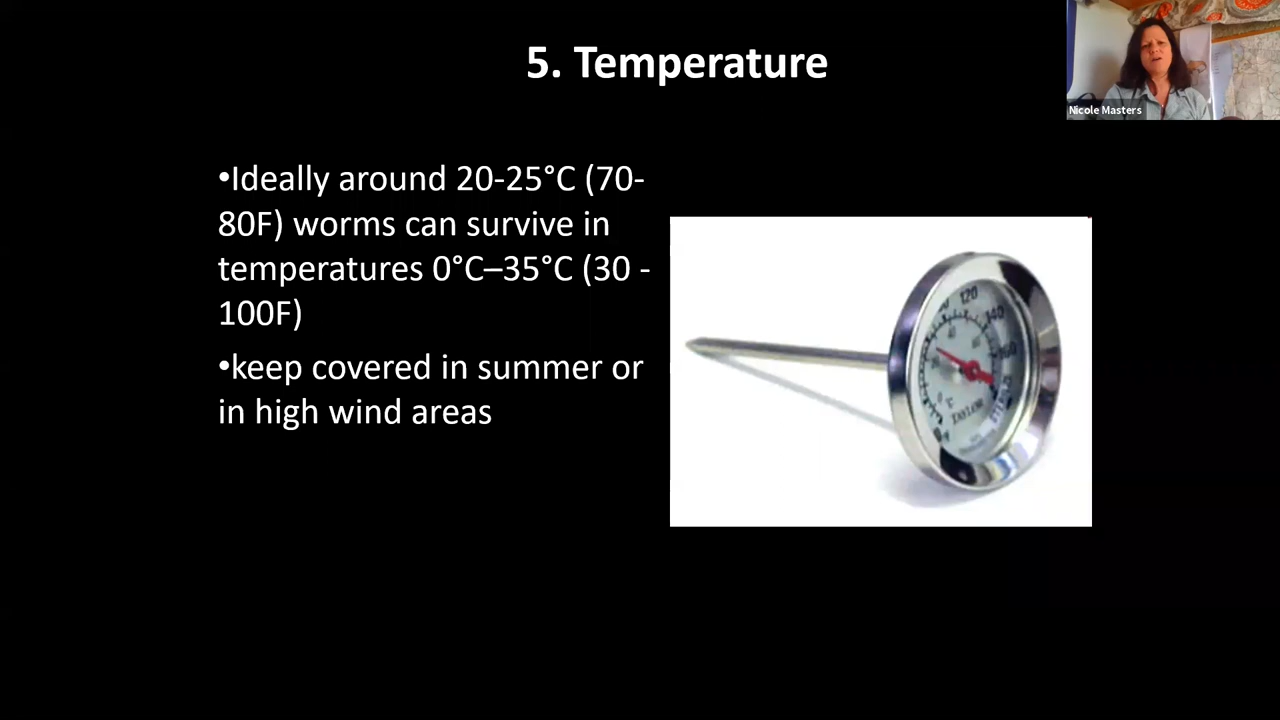 5. Temperature
Nicole Masters
•Ideally around 20-25°C (70-
80F) worms can survive in
temperatures 0°C–35°C (30 -
100F)
•keep covered in summer or
in high wind areas
120
140
160
°C
TAYLOR